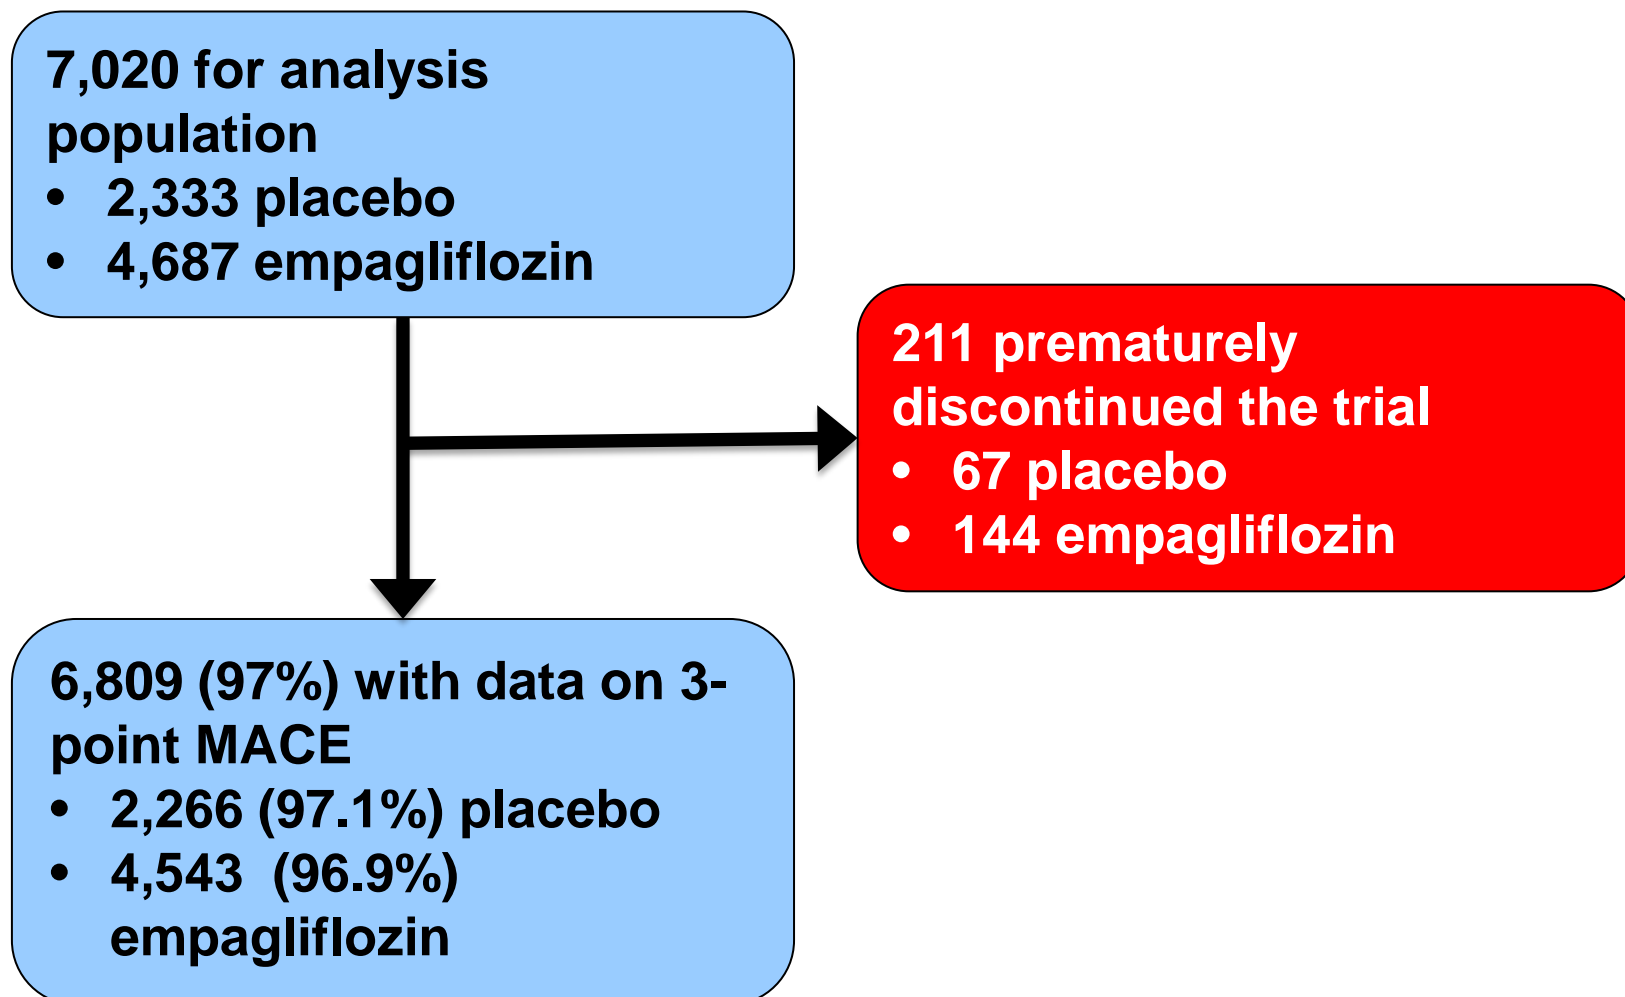 7,020 for analysis
population
• 2,333 placebo
• 4,687 empagliflozin
211 prematurely
discontinued the trial
• 67 placebo
• 144 empagliflozin
6,809 (97%) with data on 3-
point MACE
• 2,266 (97.1%) placebo
• 4,543  (96.9%)
empagliflozin